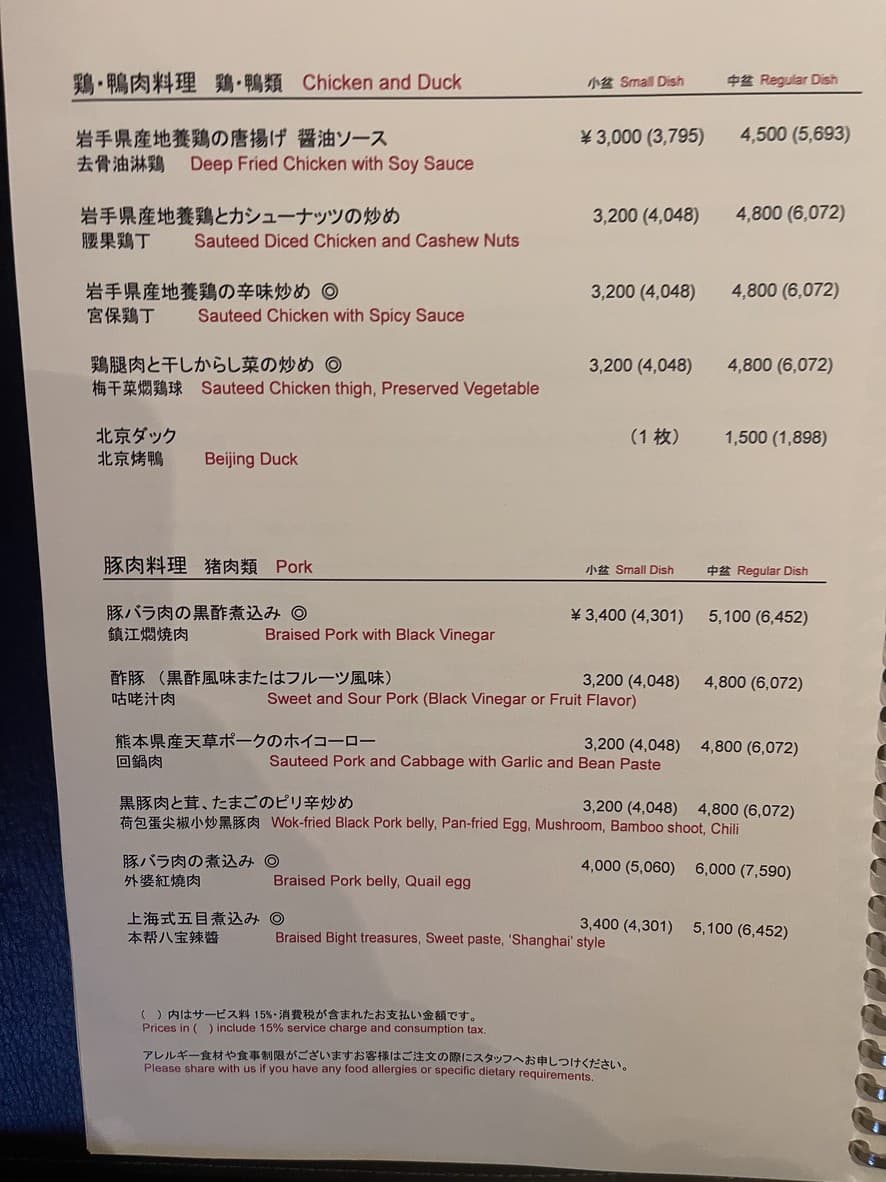 鶏・鴨肉料理 鶏・鴨類 Chicken and Duck 小盆 Small Dish 中盆 Regular Dish
岩手県産地養鶏の唐揚げ 醤油ソース ¥3,000 (3,795) 4,500 (5,693)
去骨油淋鶏 Deep Fried Chicken with Soy Sauce
岩手県産地養鶏とカシューナッツの炒め 3,200 (4,048) 4,800 (6,072)
腰果鶏丁 Sauteed Diced Chicken and Cashew Nuts
岩手県産地養鶏の辛味炒め ◎ 3,200 (4,048) 4,800 (6,072)
宮保鶏丁 Sauteed Chicken with Spicy Sauce
鶏腿肉と干しからし菜の炒め ◎ 3,200 (4,048) 4,800 (6,072)
梅干菜燜鶏球 Sauteed Chicken thigh, Preserved Vegetable
北京ダック (1枚) 1,500 (1,898)
北京烤鴨 Beijing Duck
豚肉料理 猪肉類 Pork 小盆 Small Dish 中盆 Regular Dish
豚バラ肉の黒酢煮込み ◎ ¥3,400 (4,301) 5,100 (6,452)
鎮江燜焼肉 Braised Pork with Black Vinegar
酢豚 (黒酢風味またはフルーツ風味) 3,200 (4,048) 4,800 (6,072)
咕咾汁肉 Sweet and Sour Pork (Black Vinegar or Fruit Flavor)
熊本県産天草ポークのホイコーロー 3,200 (4,048) 4,800 (6,072)
回鍋肉 Sauteed Pork and Cabbage with Garlic and Bean Paste
黒豚肉と茸、たまごのピリ辛炒め 3,200 (4,048) 4,800 (6,072)
荷包蛋尖椒小炒黒豚肉 Wok-fried Black Pork belly, Pan-fried Egg, Mushroom, Bamboo shoot, Chili
豚バラ肉の煮込み ◎ 4,000 (5,060) 6,000 (7,590)
外婆紅焼肉 Braised Pork belly, Quail egg
上海式五目煮込み ◎ 3,400 (4,301) 5,100 (6,452)
本帮八宝辣醬 Braised Bight treasures, Sweet paste, ‘Shanghai’ style
( ) 内はサービス料 15%・消費税が含まれたお支払い金額です。
Prices in ( ) include 15% service charge and consumption tax.
アレルギー食材や食事制限がございますお客様はご注文の際にスタッフへお申しつけください。
Please share with us if you have any food allergies or specific dietary requirements.